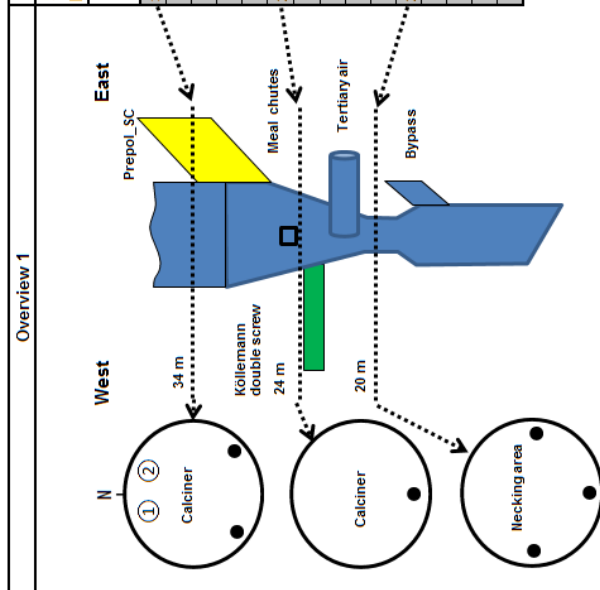 Overview 1
West
East
Prepol_SC
34 m
Köllemann
double screw
24 m
Meal chutes
Tertiary air
20 m
Bypass
N
1
2
Calciner
Calciner
Necking area